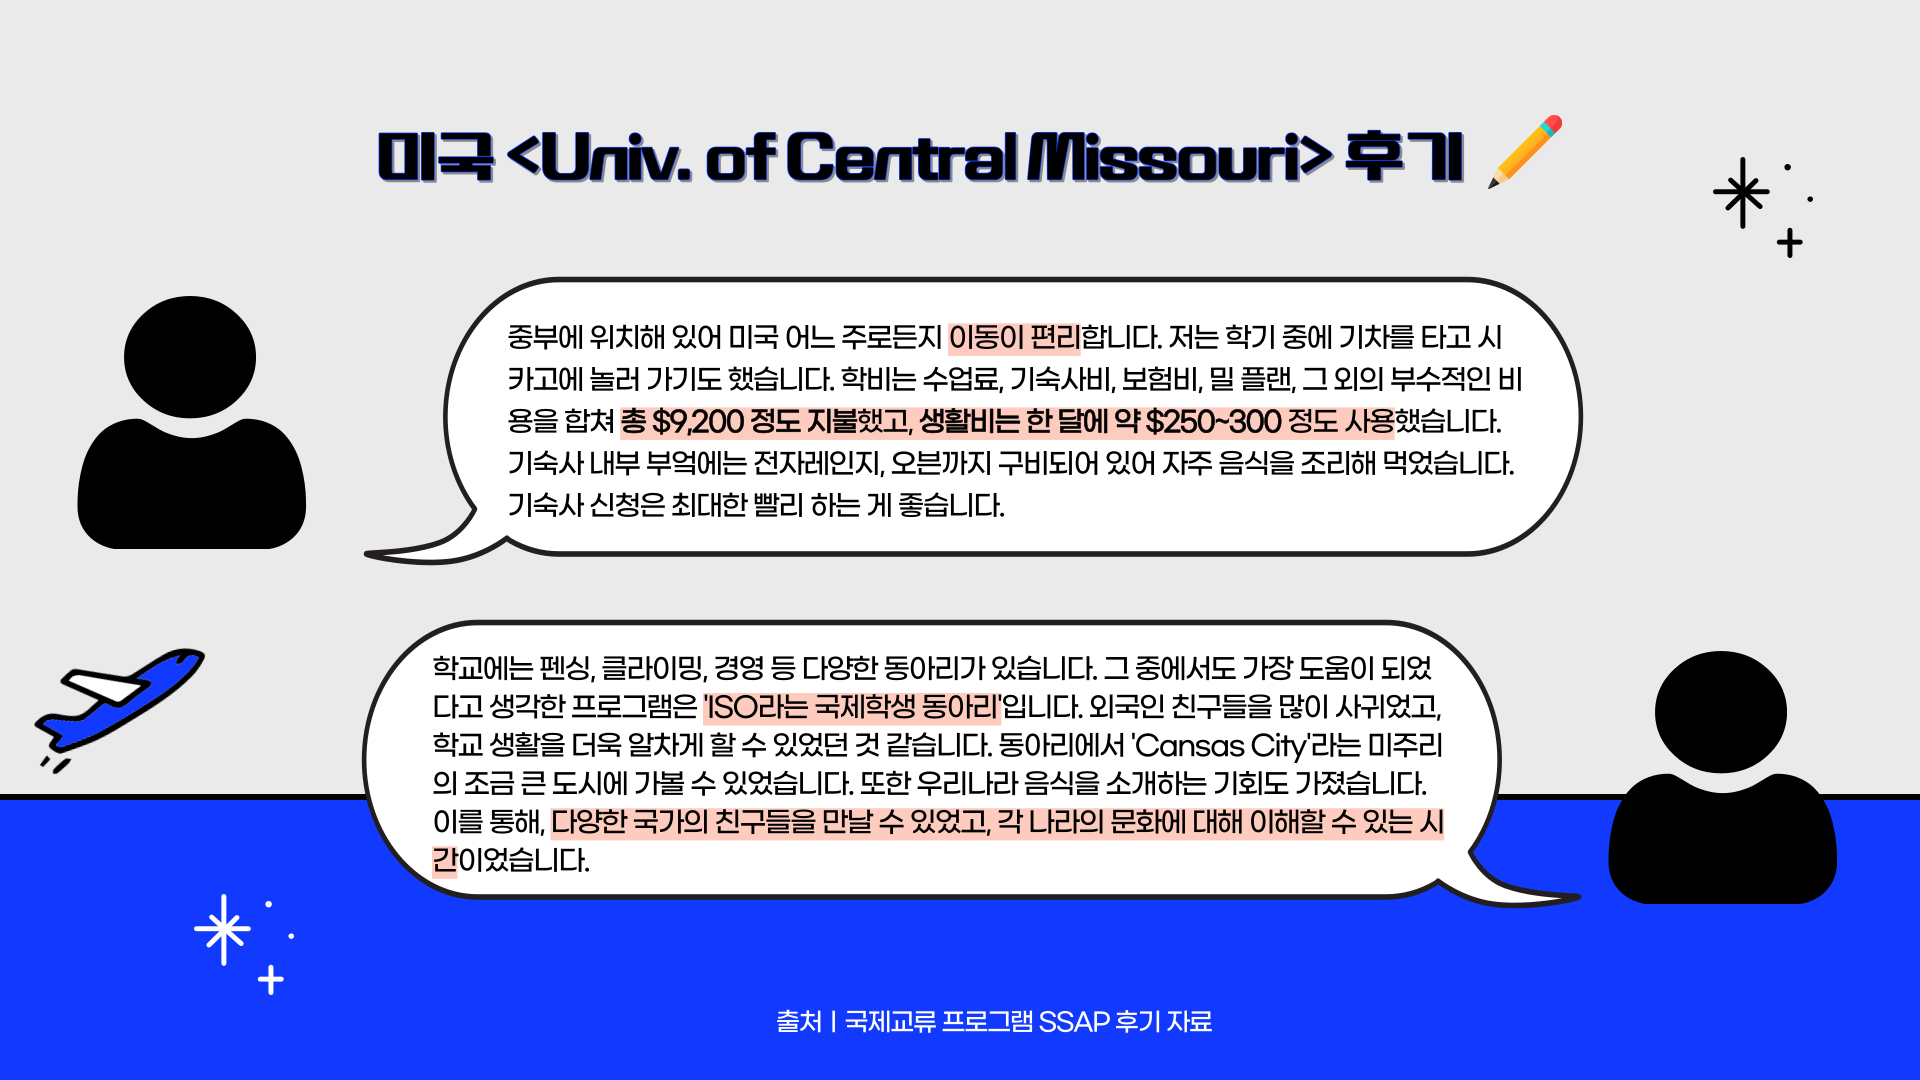 미국 <Univ. of Central Missouri> 후기
중부에 위치해 있어 미국 어느 주로든지 이동이 편리합니다. 저는 학기 중에 기차를 타고 시
카고에 놀러 가기도 했습니다. 학비는 수업료, 기숙사비, 보험비, 밀 플랜, 그 외의 부수적인 비
용을 합쳐 총 $9,200 정도 지불했고, 생활비는 한 달에 약 $250~300 정도 사용했습니다.
기숙사 내부 부엌에는 전자레인지, 오븐까지 구비되어 있어 자주 음식을 조리해 먹었습니다.
기숙사 신청은 최대한 빨리 하는 게 좋습니다.
학교에는 펜싱, 클라이밍, 경영 등 다양한 동아리가 있습니다. 그 중에서도 가장 도움이 되었
다고 생각한 프로그램은 'ISO라는 국제학생 동아리'입니다. 외국인 친구들을 많이 사귀었고,
학교 생활을 더욱 알차게 할 수 있었던 것 같습니다. 동아리에서 'Cansas City'라는 미주리
의 조금 큰 도시에 가볼 수 있었습니다. 또한 우리나라 음식을 소개하는 기회도 가졌습니다.
이를 통해, 다양한 국가의 친구들을 만날 수 있었고, 각 나라의 문화에 대해 이해할 수 있는 시
간이었습니다.
출처ㅣ국제교류 프로그램 SSAP 후기 자료